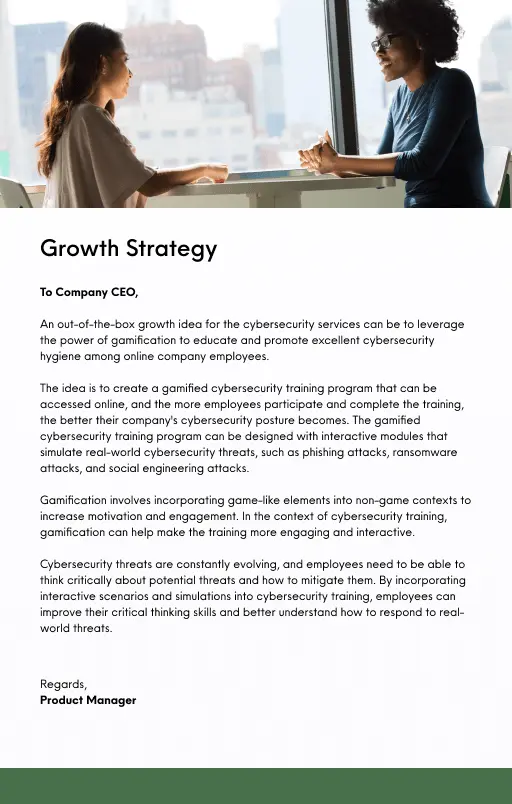 Growth Strategy
To Company CEO,
An out-of-the-box growth idea for the cybersecurity services can be to leverage
the power of gamification to educate and promote excellent cybersecurity
hygiene among online company employees.
The idea is to create a gamified cybersecurity training program that can be
accessed online, and the more employees participate and complete the training,
the better their company's cybersecurity posture becomes. The gamified
cybersecurity training program can be designed with interactive modules that
simulate real-world cybersecurity threats, such as phishing attacks, ransomware
attacks, and social engineering attacks.
Gamification involves incorporating game-like elements into non-game contexts to
increase motivation and engagement. In the context of cybersecurity training,
gamification can help make the training more engaging and interactive.
Cybersecurity threats are constantly evolving, and employees need to be able to
think critically about potential threats and how to mitigate them. By incorporating
interactive scenarios and simulations into cybersecurity training, employees can
improve their critical thinking skills and better understand how to respond to real-
world threats.
Regards,
Product Manager